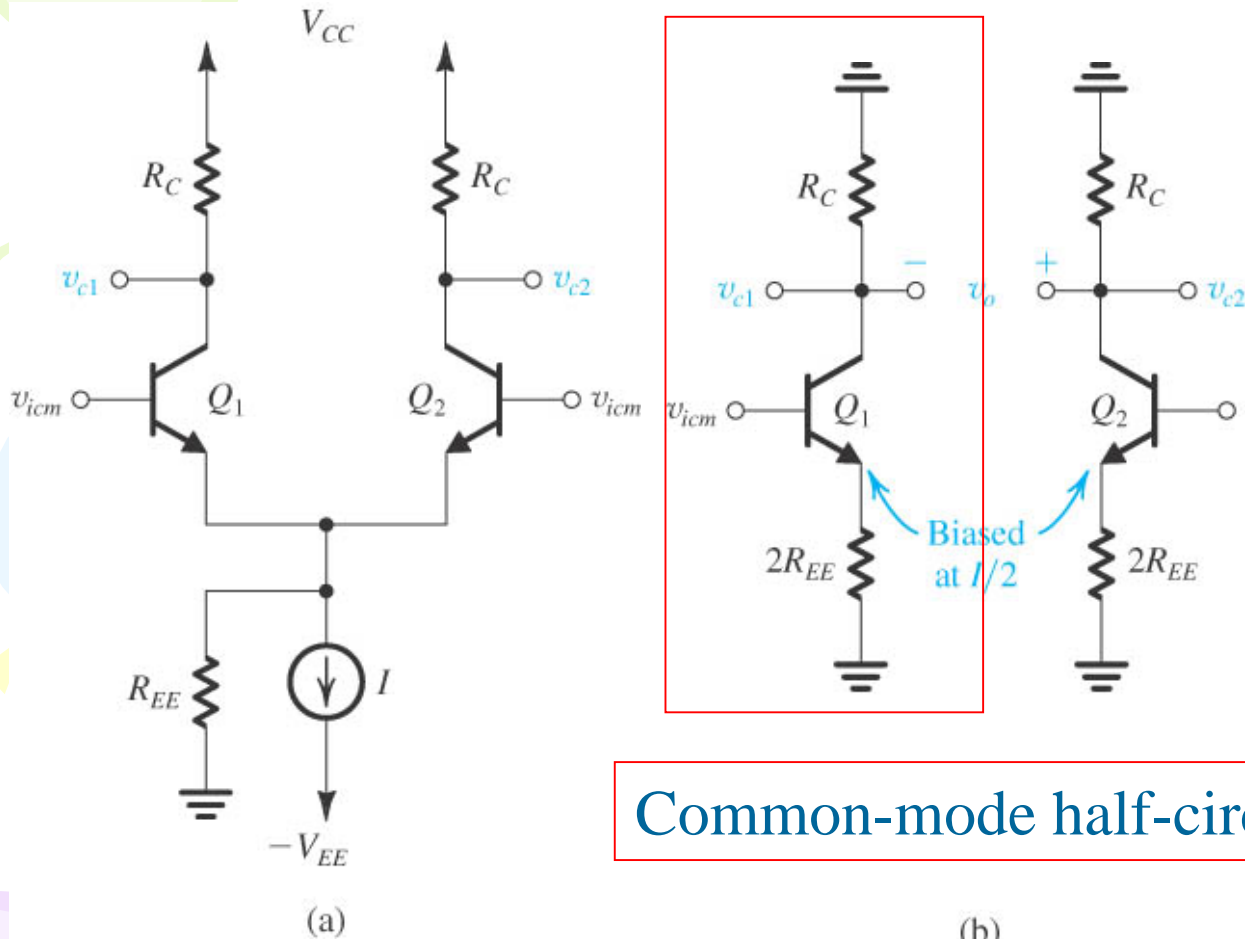 V_CC
R_C
R_C
v_c1
v_c2
v_icm
Q_1
Q_2
v_icm
R_EE
I
−V_EE
(a)
R_C
R_C
v_c1
−
v_o
+
v_c2
v_icm
Q_1
Q_2
Biased
at I/2
2R_EE
2R_EE
Common-mode half-cir
(b)